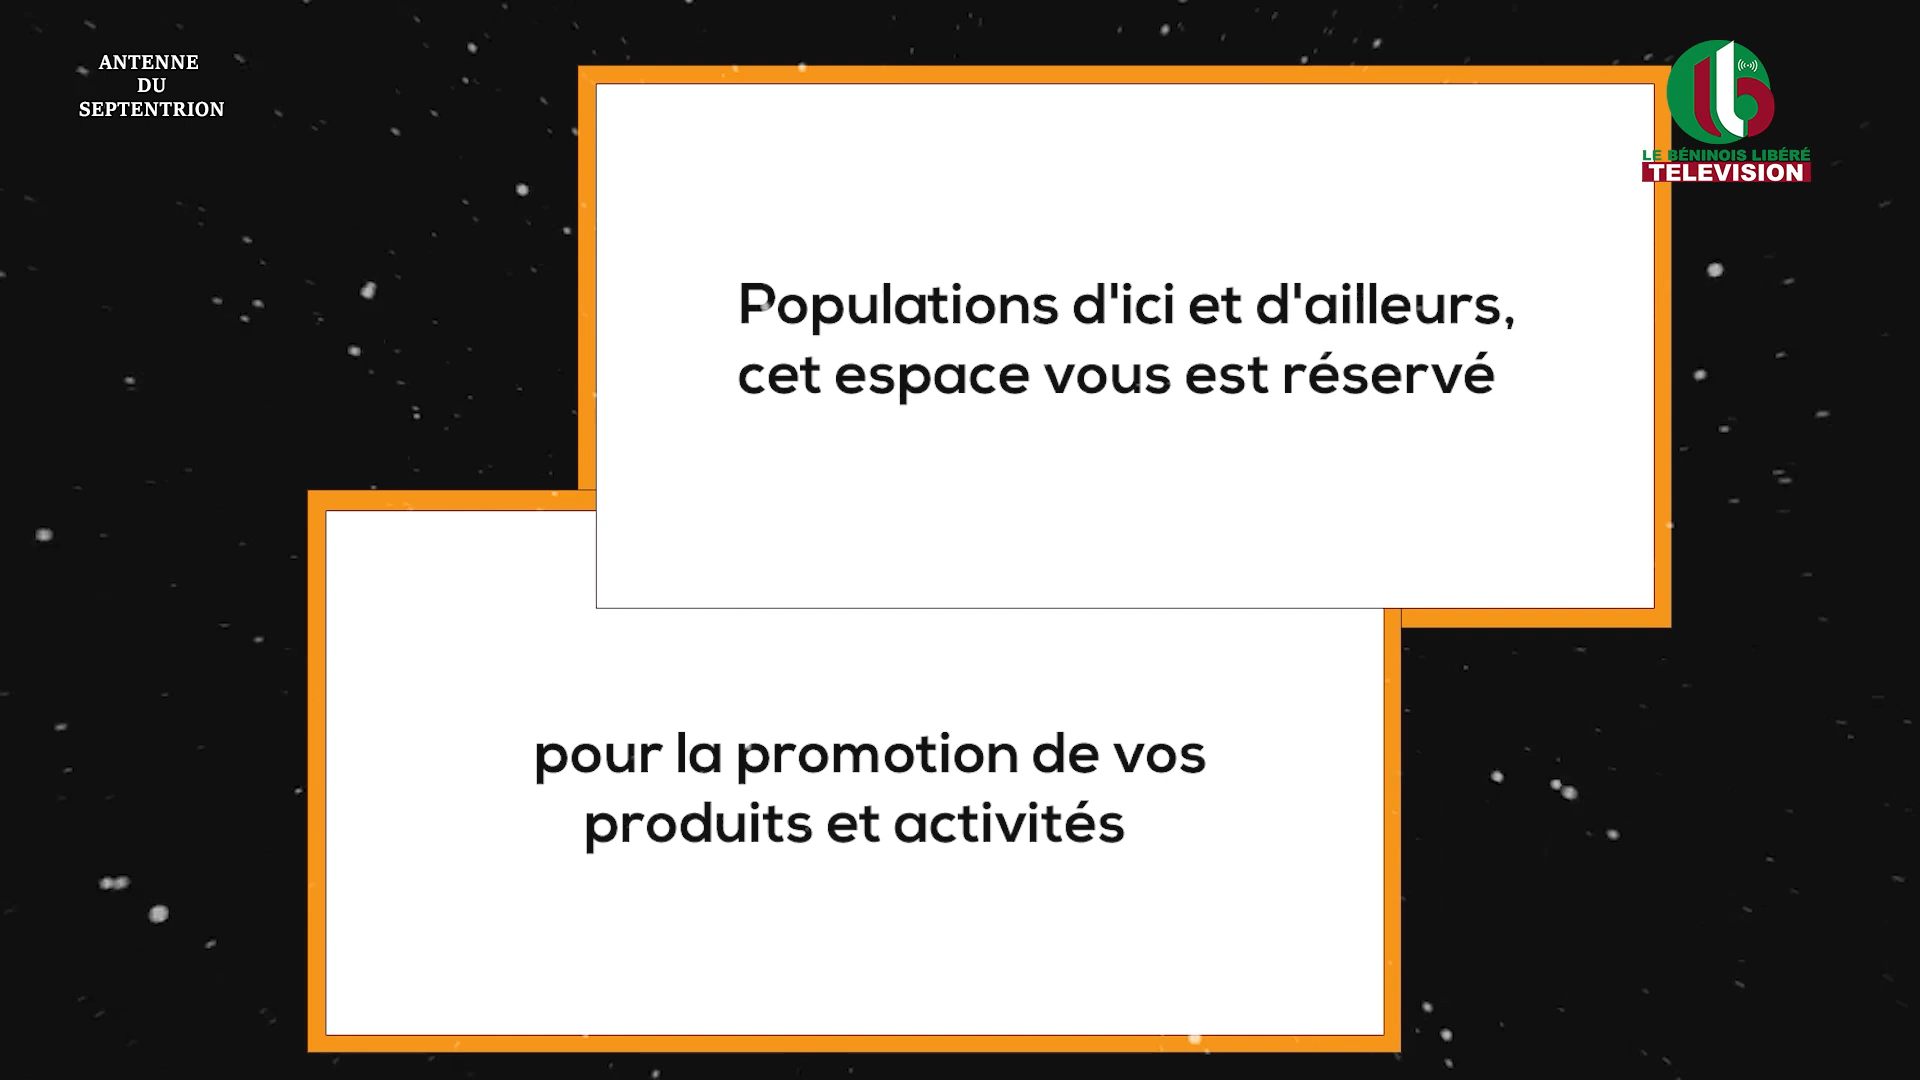 ANTENNE
DU
SEPTENTRION
LE BÉNINOIS LIBÉRÉ
TELEVISION
Populations d'ici et d'ailleurs,
cet espace vous est réservé
pour la promotion de vos
produits et activités